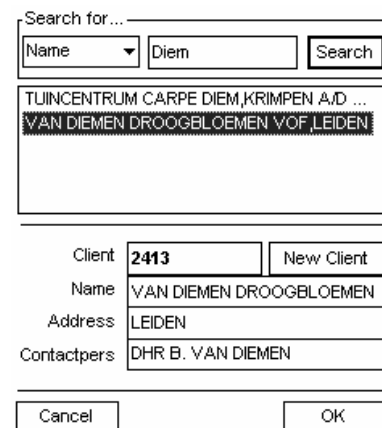 Search for...
Name Diem Search
TUINCENTRUM CARPE DIEM,KRIMPEN A/D ...
VAN DIEMEN DROOGBLOEMEN VOF,LEIDEN
Client 2413 New Client
Name VAN DIEMEN DROOGBLOEMEN
Address LEIDEN
Contactpers DHR B. VAN DIEMEN
Cancel OK